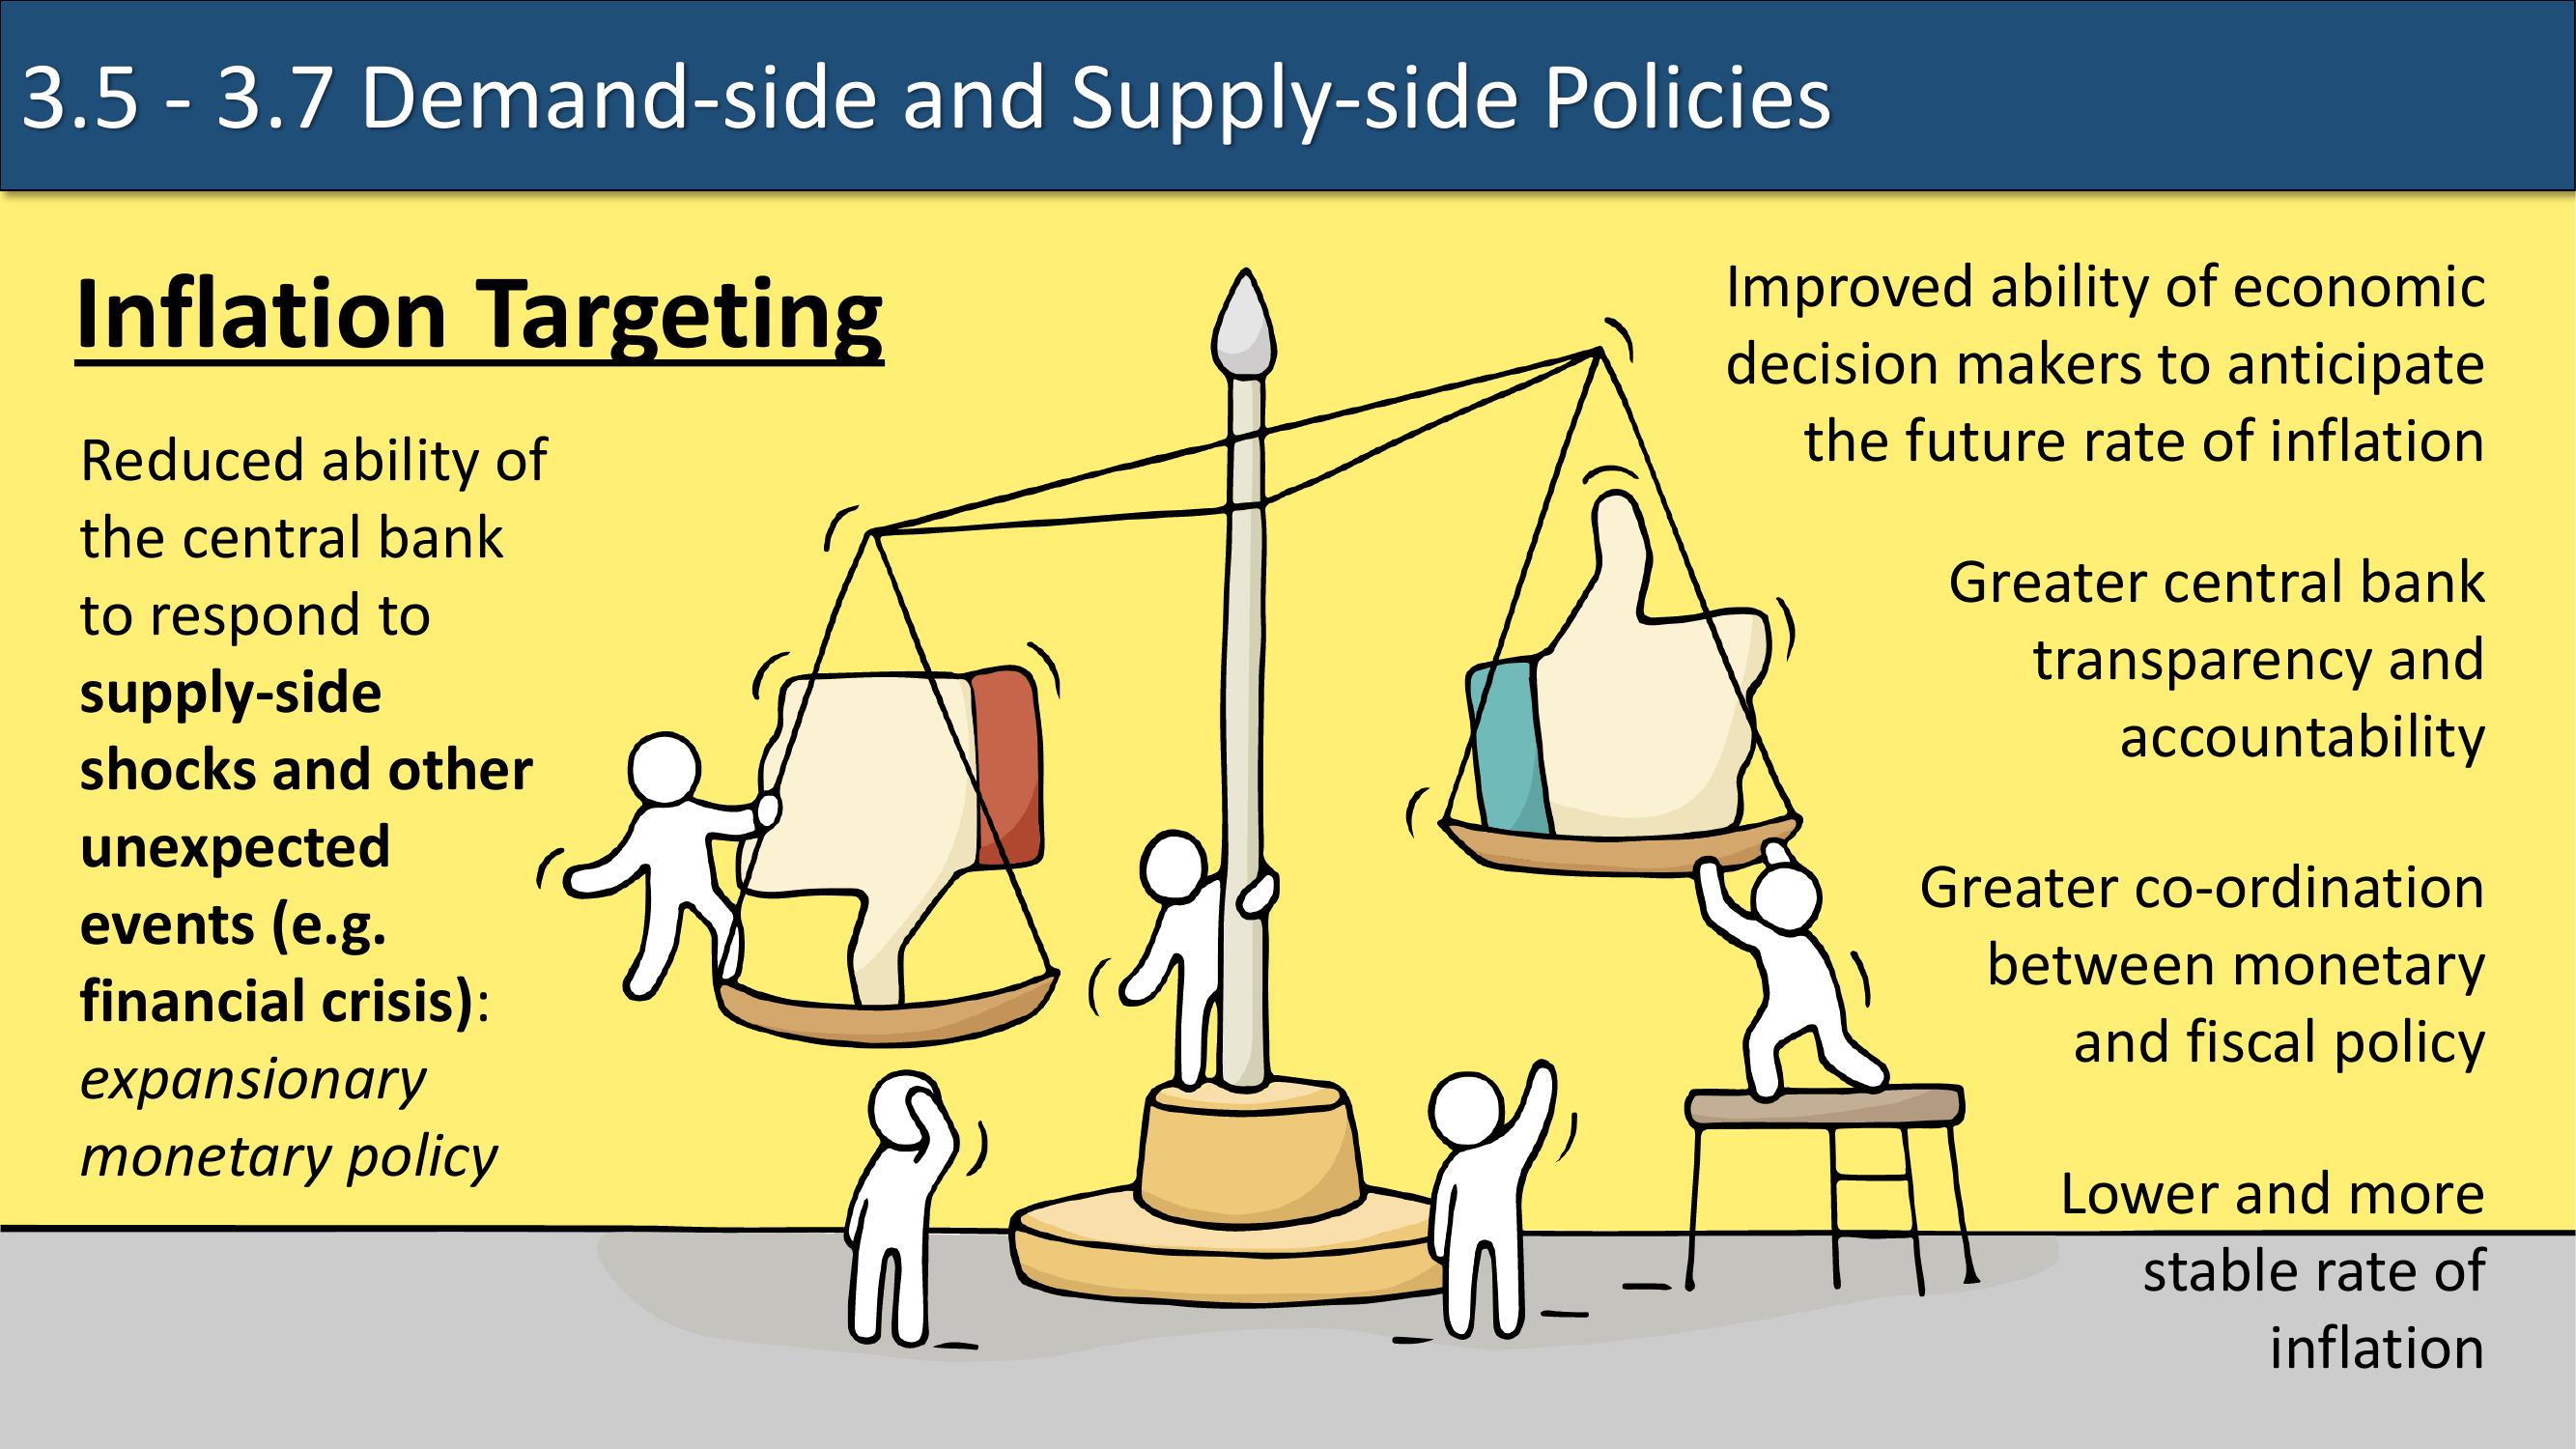 3.5 - 3.7 Demand-side and Supply-side Policies
Inflation Targeting
Reduced ability of
the central bank
to respond to
supply-side
shocks and other
unexpected
events (e.g.
financial crisis):
expansionary
monetary policy
Improved ability of economic
decision makers to anticipate
the future rate of inflation
Greater central bank
transparency and
accountability
Greater co-ordination
between monetary
and fiscal policy
Lower and more
stable rate of
inflation